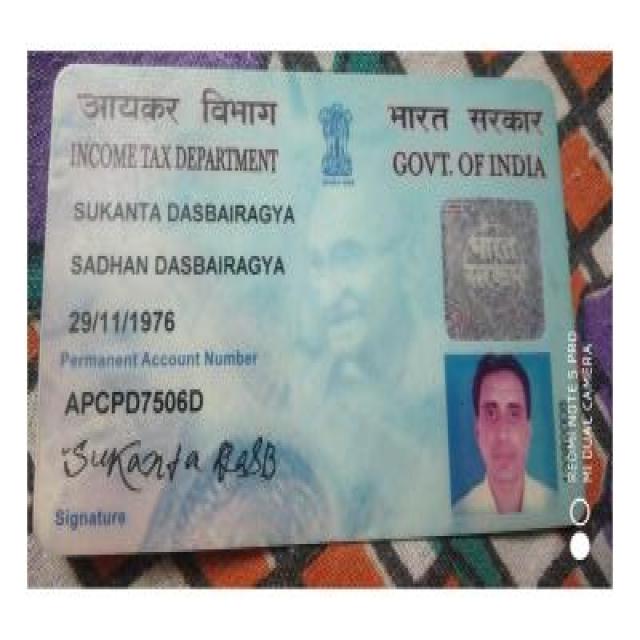 आयकर विभाग
भारत सरकार
INCOME TAX DEPARTMENT
GOVT. OF INDIA
SUKANTA DASBAIRAGYA
SADHAN DASBAIRAGYA
29/11/1976
Permanent Account Number
APCPD7506D
Sukanta
Signature
REDMI NOTE 5 PRO
MI DUAL CAMERA